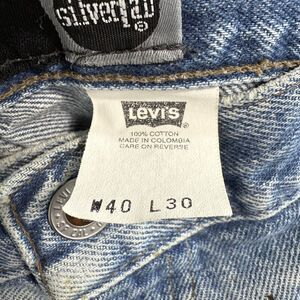 SilverTab®
LEVI'S
100% COTTON
MADE IN COLOMBIA
CARE ON REVERSE
W40 L30